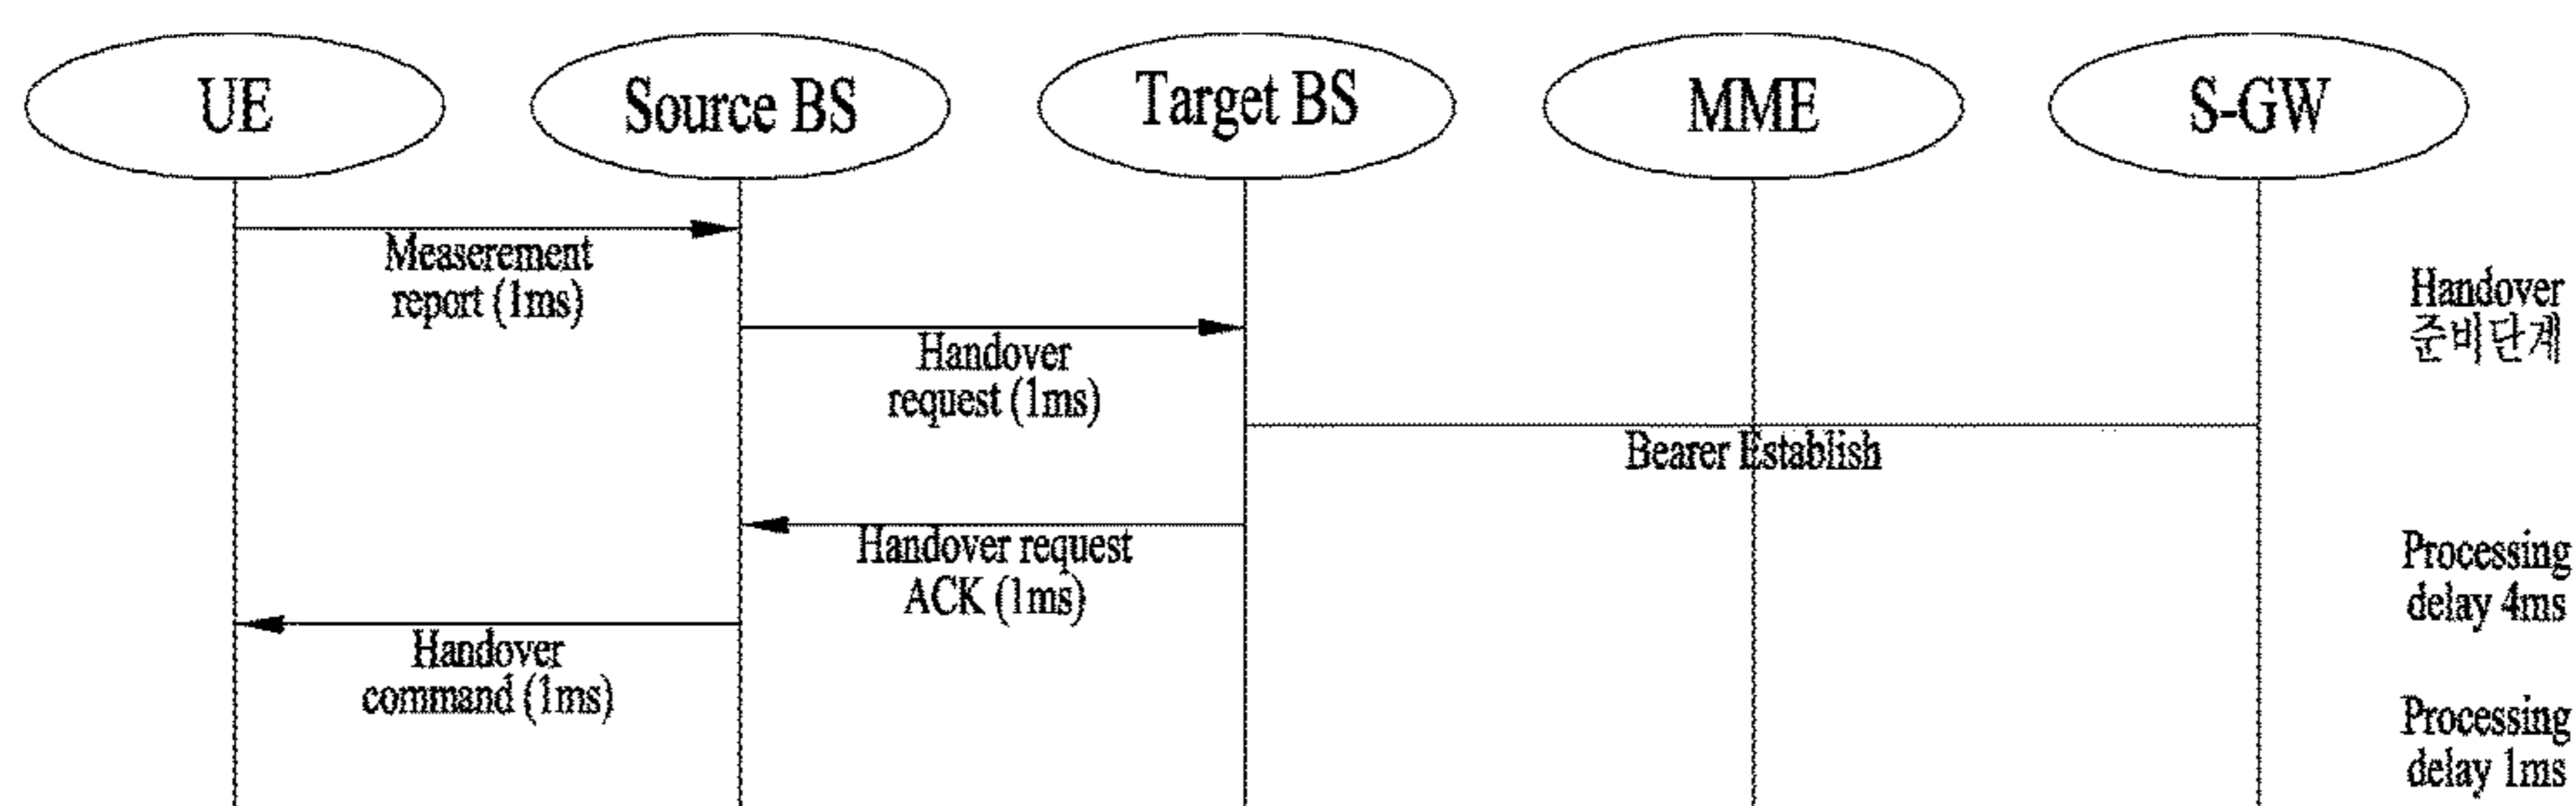 UE
Source BS
Target BS
MME
S-GW
Measerement
report (1ms)
Handover
준비단계
Handover
request (1ms)
Bearer Establish
Handover request
ACK (1ms)
Processing
delay 4ms
Handover
command (1ms)
Processing
delay 1ms